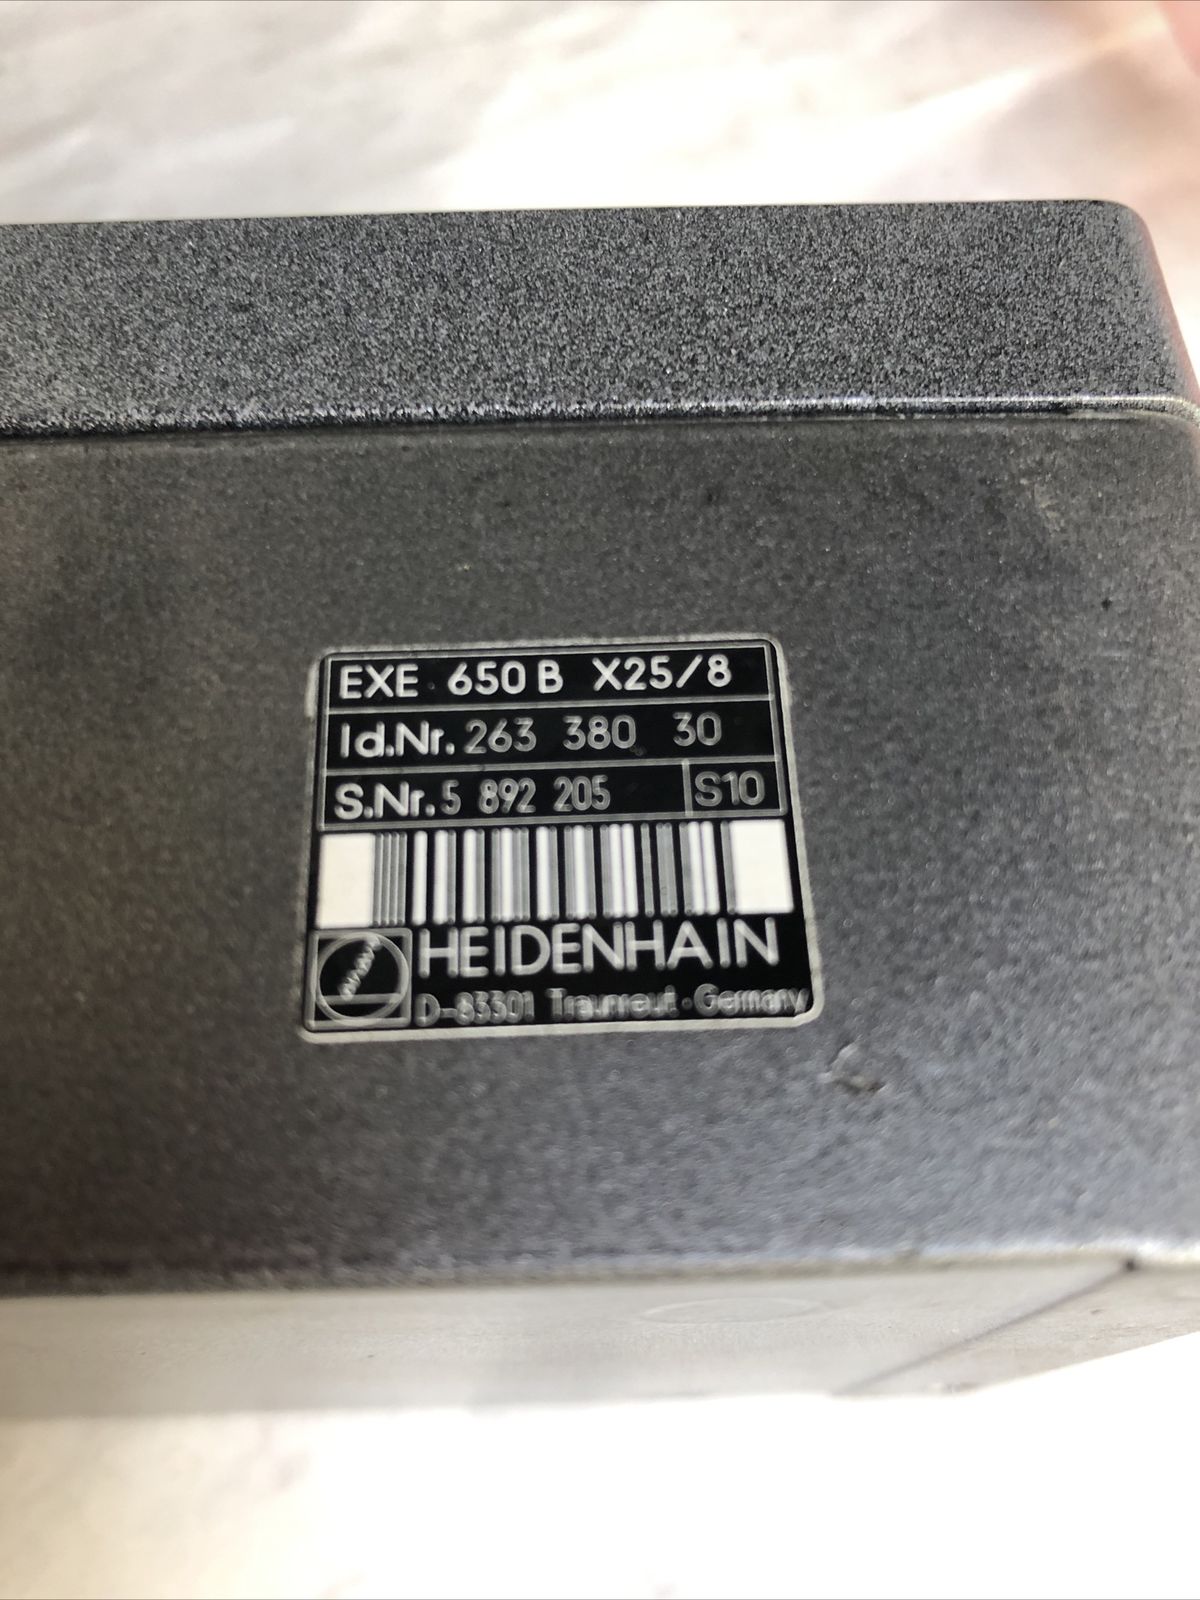 EXE 650 B X25/8
Id.Nr. 263 380 30
S.Nr. 5 892 205 S10
HEIDENHAIN
D-83301 Traunreut · Germany